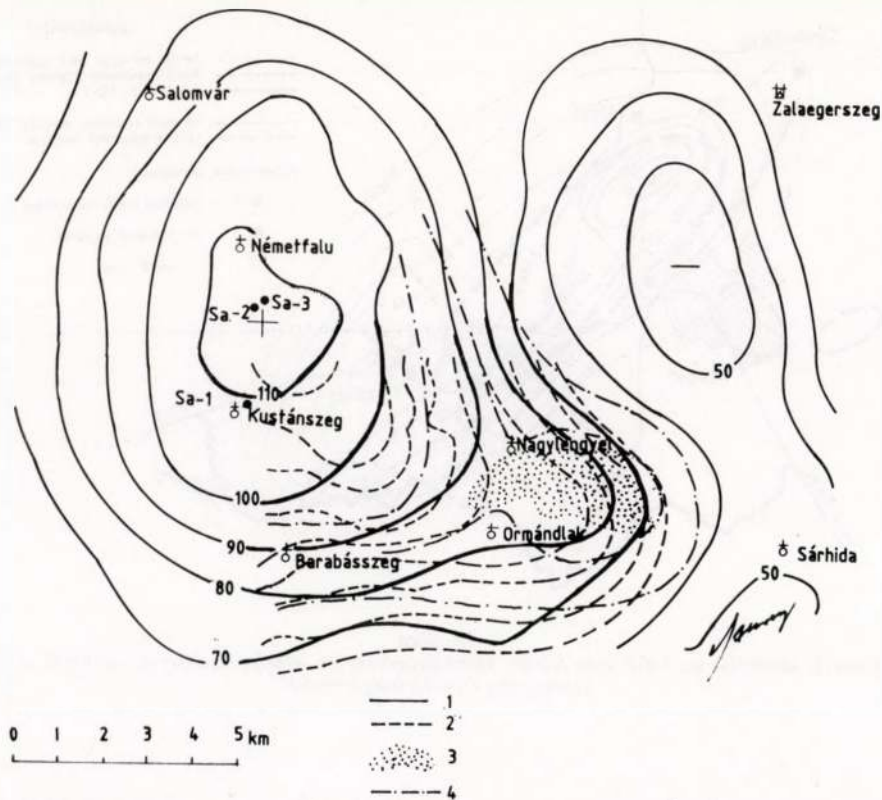 Salomvár
Zalaegerszeg
Németfalu
Sa-3
Sa.-2
50
110
Sa-1
Kustánszeg
Nagylengyel
100
Ormándlak
90
Barabásszeg
Sárhida
80
50
70
1
2
3
4
0 1 2 3 4 5 km